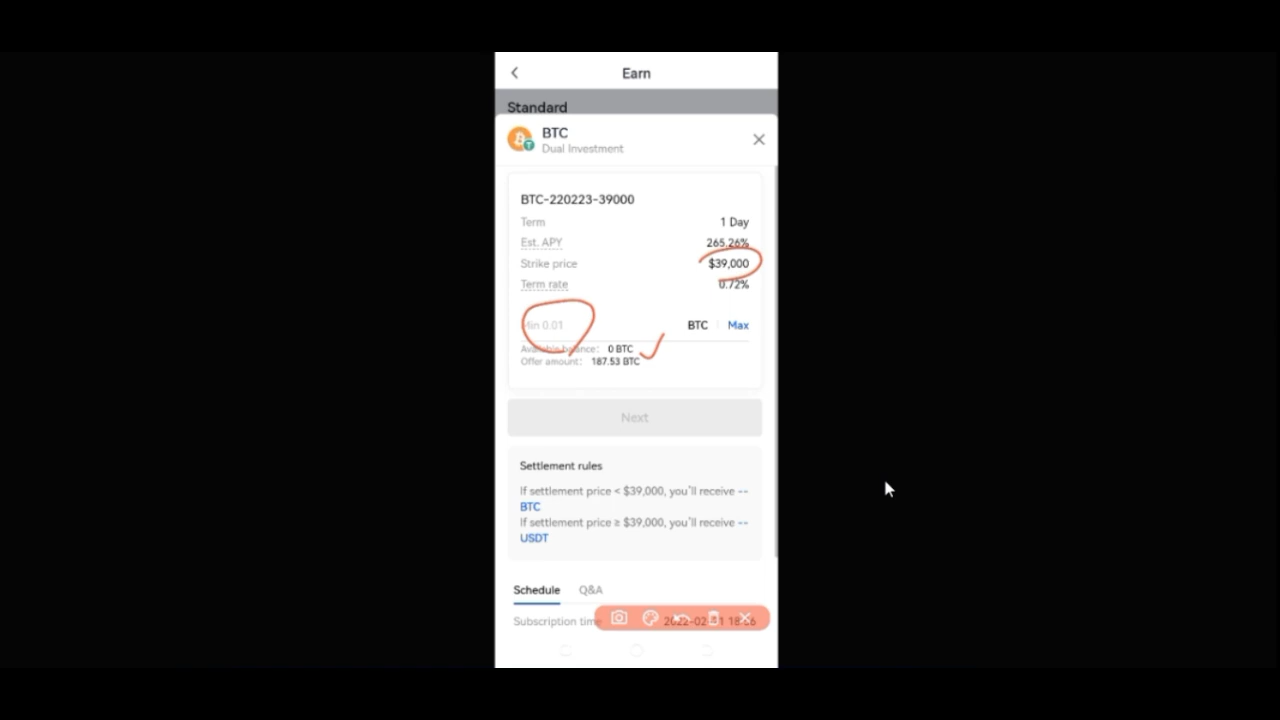 Earn
Standard
BTC
Dual Investment
BTC-220223-39000
Term 1 Day
Est. APY 265.26%
Strike price $39,000
Term rate 0.72%
Min 0.01 BTC Max
Available balance: 0 BTC
Offer amount: 187.53 BTC
Next
Settlement rules
If settlement price < $39,000, you'll receive --
BTC
If settlement price ≥ $39,000, you'll receive --
USDT
Schedule Q&A
Subscription time